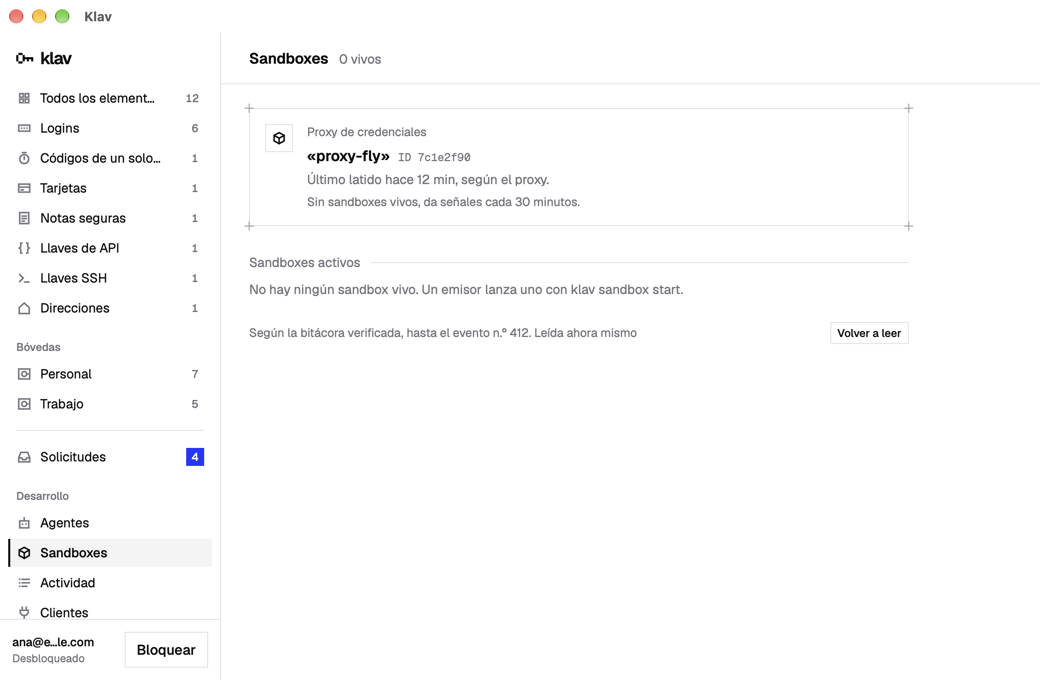 Klav
klav
Todos los element... 12
Logins 6
Códigos de un solo... 1
Tarjetas 1
Notas seguras 1
Llaves de API 1
Llaves SSH 1
Direcciones 1
Bóvedas
Personal 7
Trabajo 5
Solicitudes 4
Desarrollo
Agentes
Sandboxes
Actividad
Clientes
ana@e...le.com
Desbloqueado
Bloquear
Sandboxes 0 vivos
Proxy de credenciales
«proxy-fly» ID 7c1e2f90
Último latido hace 12 min, según el proxy.
Sin sandboxes vivos, da señales cada 30 minutos.
Sandboxes activos
No hay ningún sandbox vivo. Un emisor lanza uno con klav sandbox start.
Según la bitácora verificada, hasta el evento n.º 412. Leída ahora mismo
Volver a leer